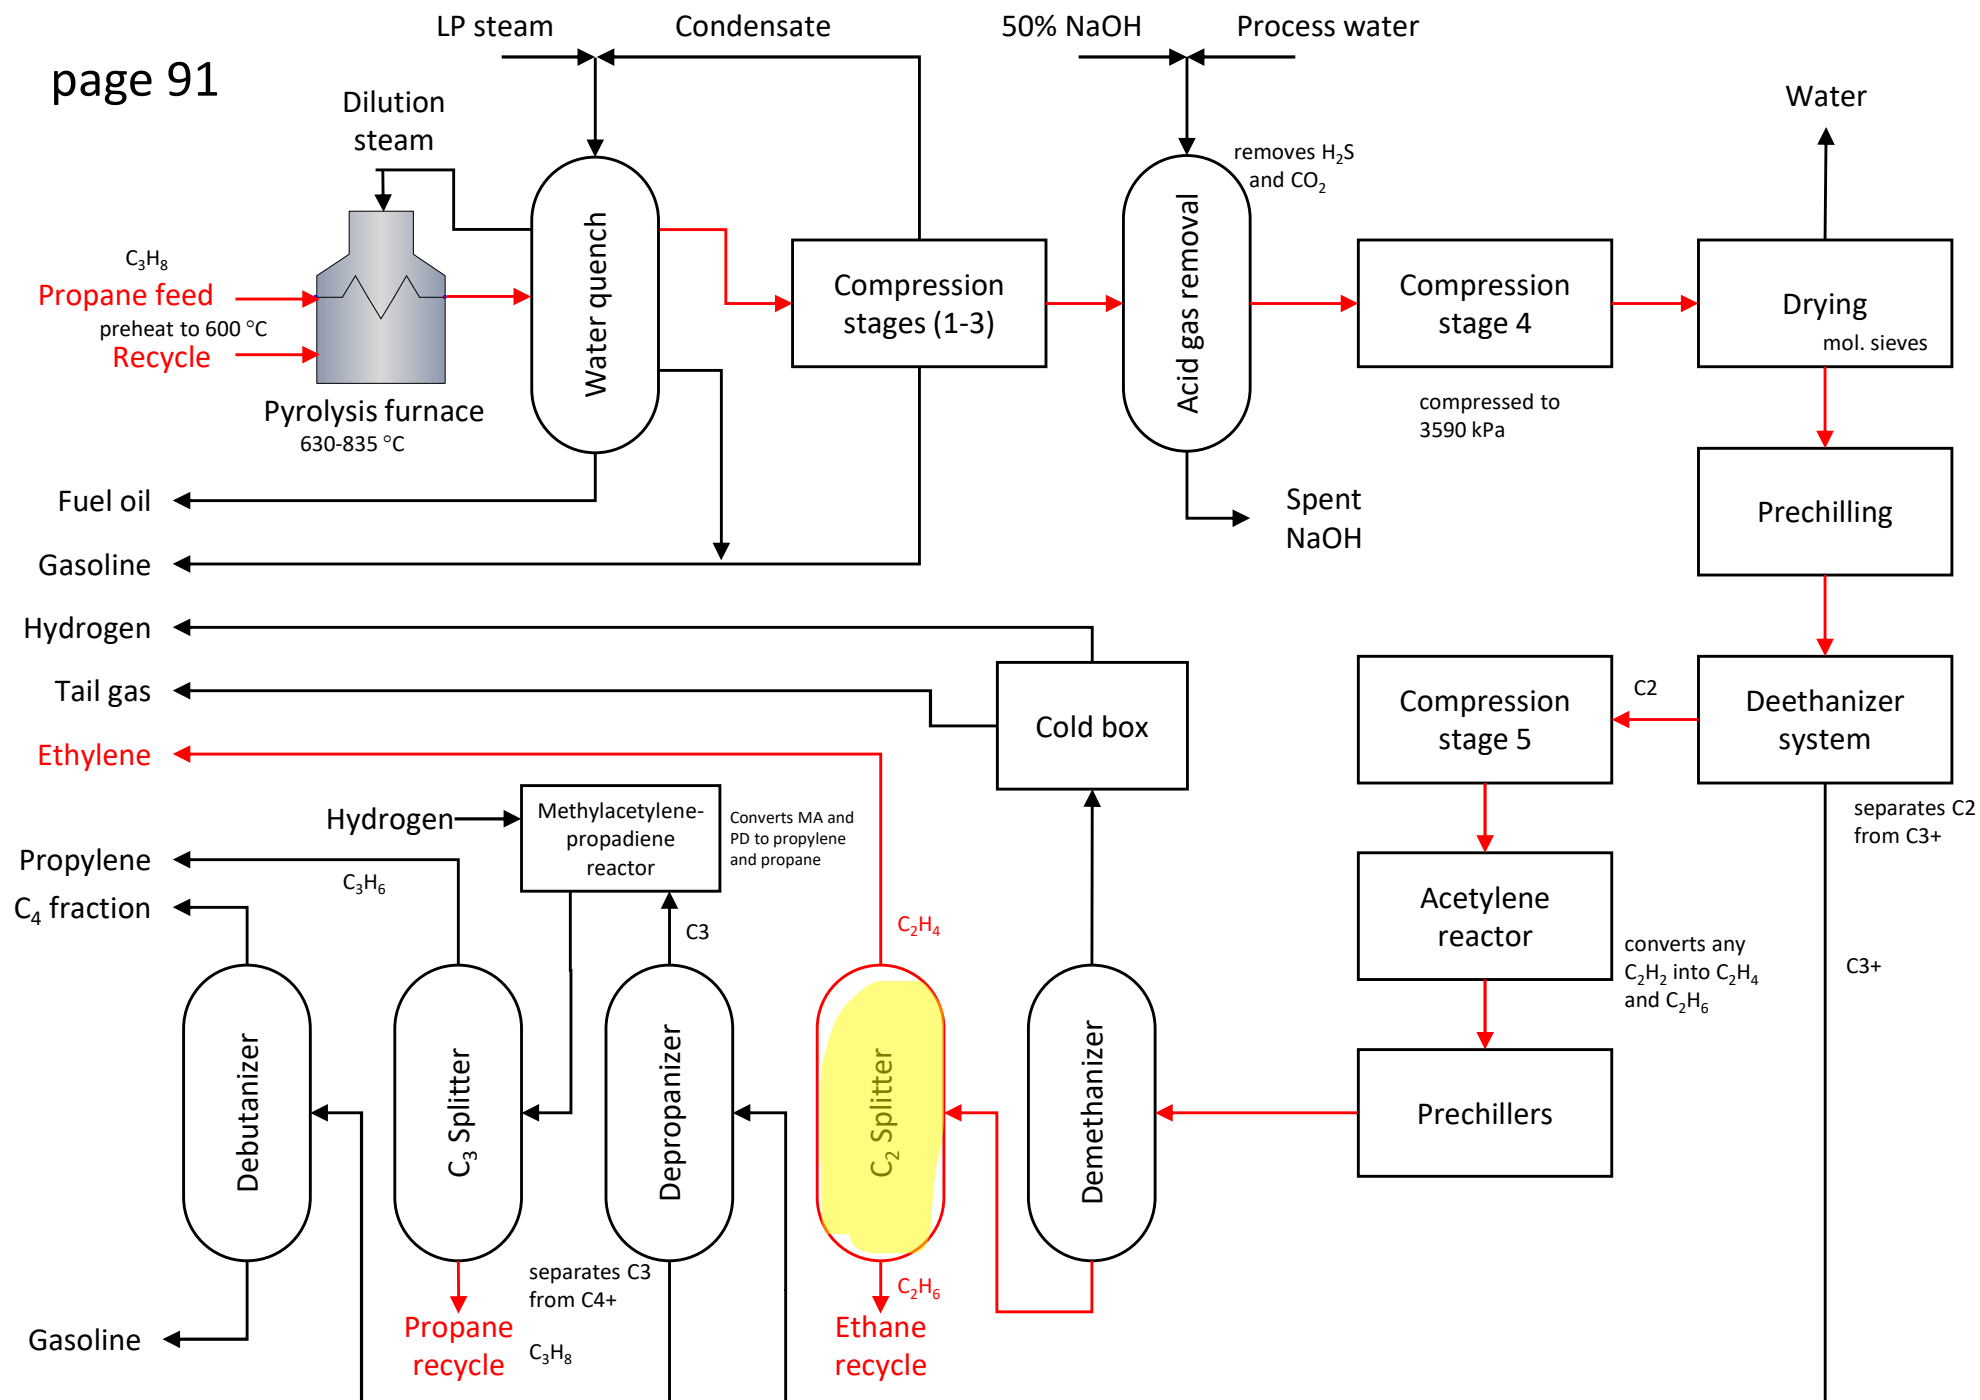 page 91
LP steam
Condensate
50% NaOH
Process water
Dilution
steam
Water
removes H₂S
and CO₂
C₃H₈
Propane feed
preheat to 600 °C
Recycle
Pyrolysis furnace
630-835 °C
Water quench
Compression
stages (1-3)
Acid gas removal
Compression
stage 4
compressed to
3590 kPa
Drying
mol. sieves
Fuel oil
Gasoline
Spent
NaOH
Prechilling
Hydrogen
Tail gas
Ethylene
Cold box
Compression
stage 5
C2
Deethanizer
system
separates C2
from C3+
Hydrogen
Methylacetylene-
propadiene
reactor
Converts MA and
PD to propylene
and propane
Propylene
C₃H₆
C₄ fraction
C3
C₂H₄
Acetylene
reactor
converts any
C₂H₂ into C₂H₄
and C₂H₆
C3+
Debutanizer
C₃ Splitter
Depropanizer
C₂ Splitter
Demethanizer
Prechillers
Gasoline
Propane
recycle
separates C3
from C4+
C₃H₈
C₂H₆
Ethane
recycle